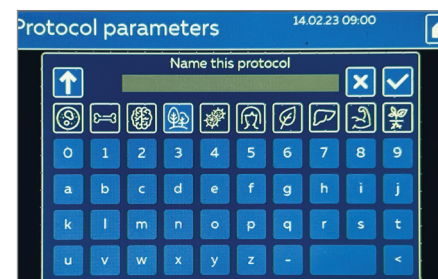 Protocol parameters 14.02.23 09:00
Name this protocol
0 1 2 3 4 5 6 7 8 9
a b c d e f g h i j
k l m n o p q r s t
u v w x y z - <